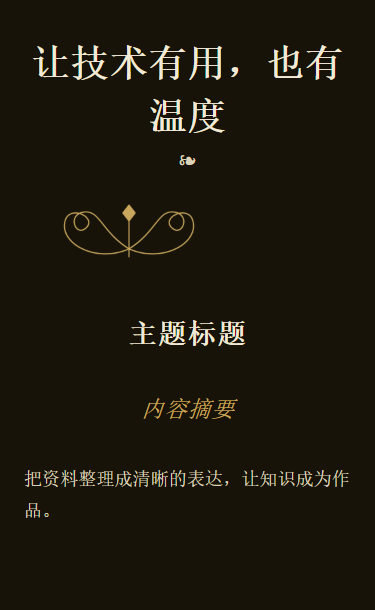 让技术有用，也有
温度
❧
主题标题
内容摘要
把资料整理成清晰的表达，让知识成为作
品。